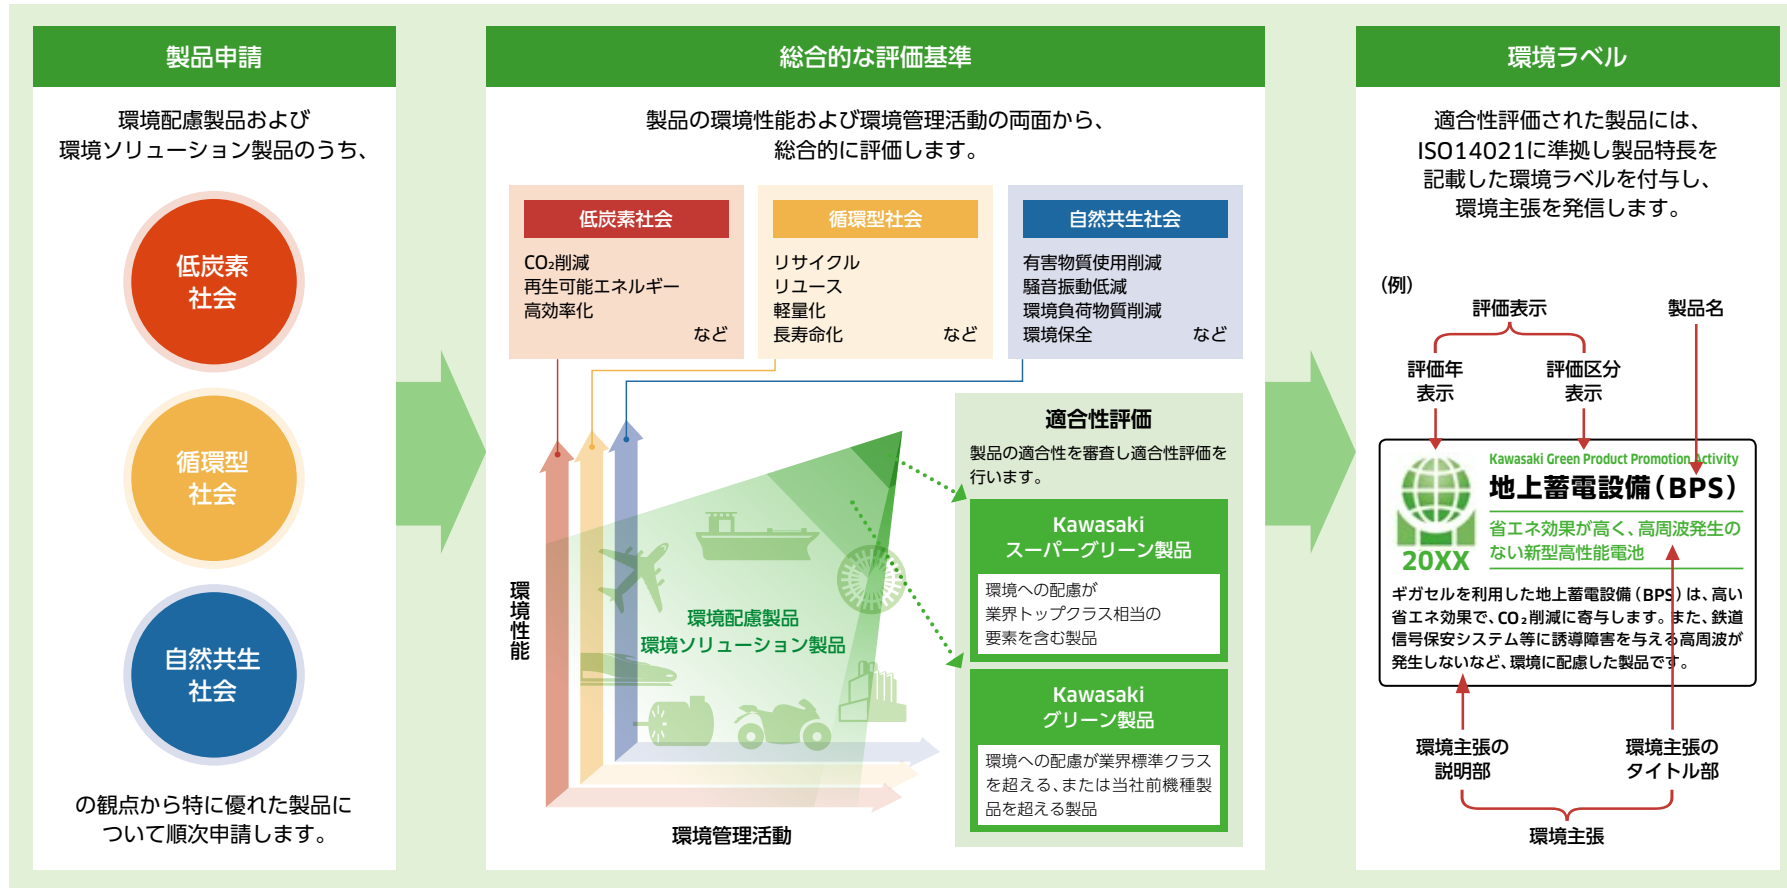 製品申請
環境配慮製品および
環境ソリューション製品のうち、
低炭素
社会
循環型
社会
自然共生
社会
の観点から特に優れた製品に
ついて順次申請します。
総合的な評価基準
製品の環境性能および環境管理活動の両面から、
総合的に評価します。
低炭素社会
CO₂削減
再生可能エネルギー
高効率化
など
循環型社会
リサイクル
リユース
軽量化
長寿命化
など
自然共生社会
有害物質使用削減
騒音振動低減
環境負荷物質削減
環境保全
など
環境性能
環境配慮製品
環境ソリューション製品
環境管理活動
適合性評価
製品の適合性を審査し適合性評価を
行います。
Kawasaki
スーパーグリーン製品
環境への配慮が
業界トップクラス相当の
要素を含む製品
Kawasaki
グリーン製品
環境への配慮が業界標準クラス
を超える、または当社前機種製
品を超える製品
環境ラベル
適合性評価された製品には、
ISO14021に準拠し製品特長を
記載した環境ラベルを付与し、
環境主張を発信します。
（例）
評価表示
製品名
評価年
表示
評価区分
表示
Kawasaki Green Product Promotion Activity
地上蓄電設備（BPS）
省エネ効果が高く、高周波発生の
ない新型高性能電池
20XX
ギガセルを利用した地上蓄電設備（BPS）は、高い
省エネ効果で、CO₂削減に寄与します。また、鉄道
信号保安システム等に誘導障害を与える高周波が
発生しないなど、環境に配慮した製品です。
環境主張の
説明部
環境主張の
タイトル部
環境主張